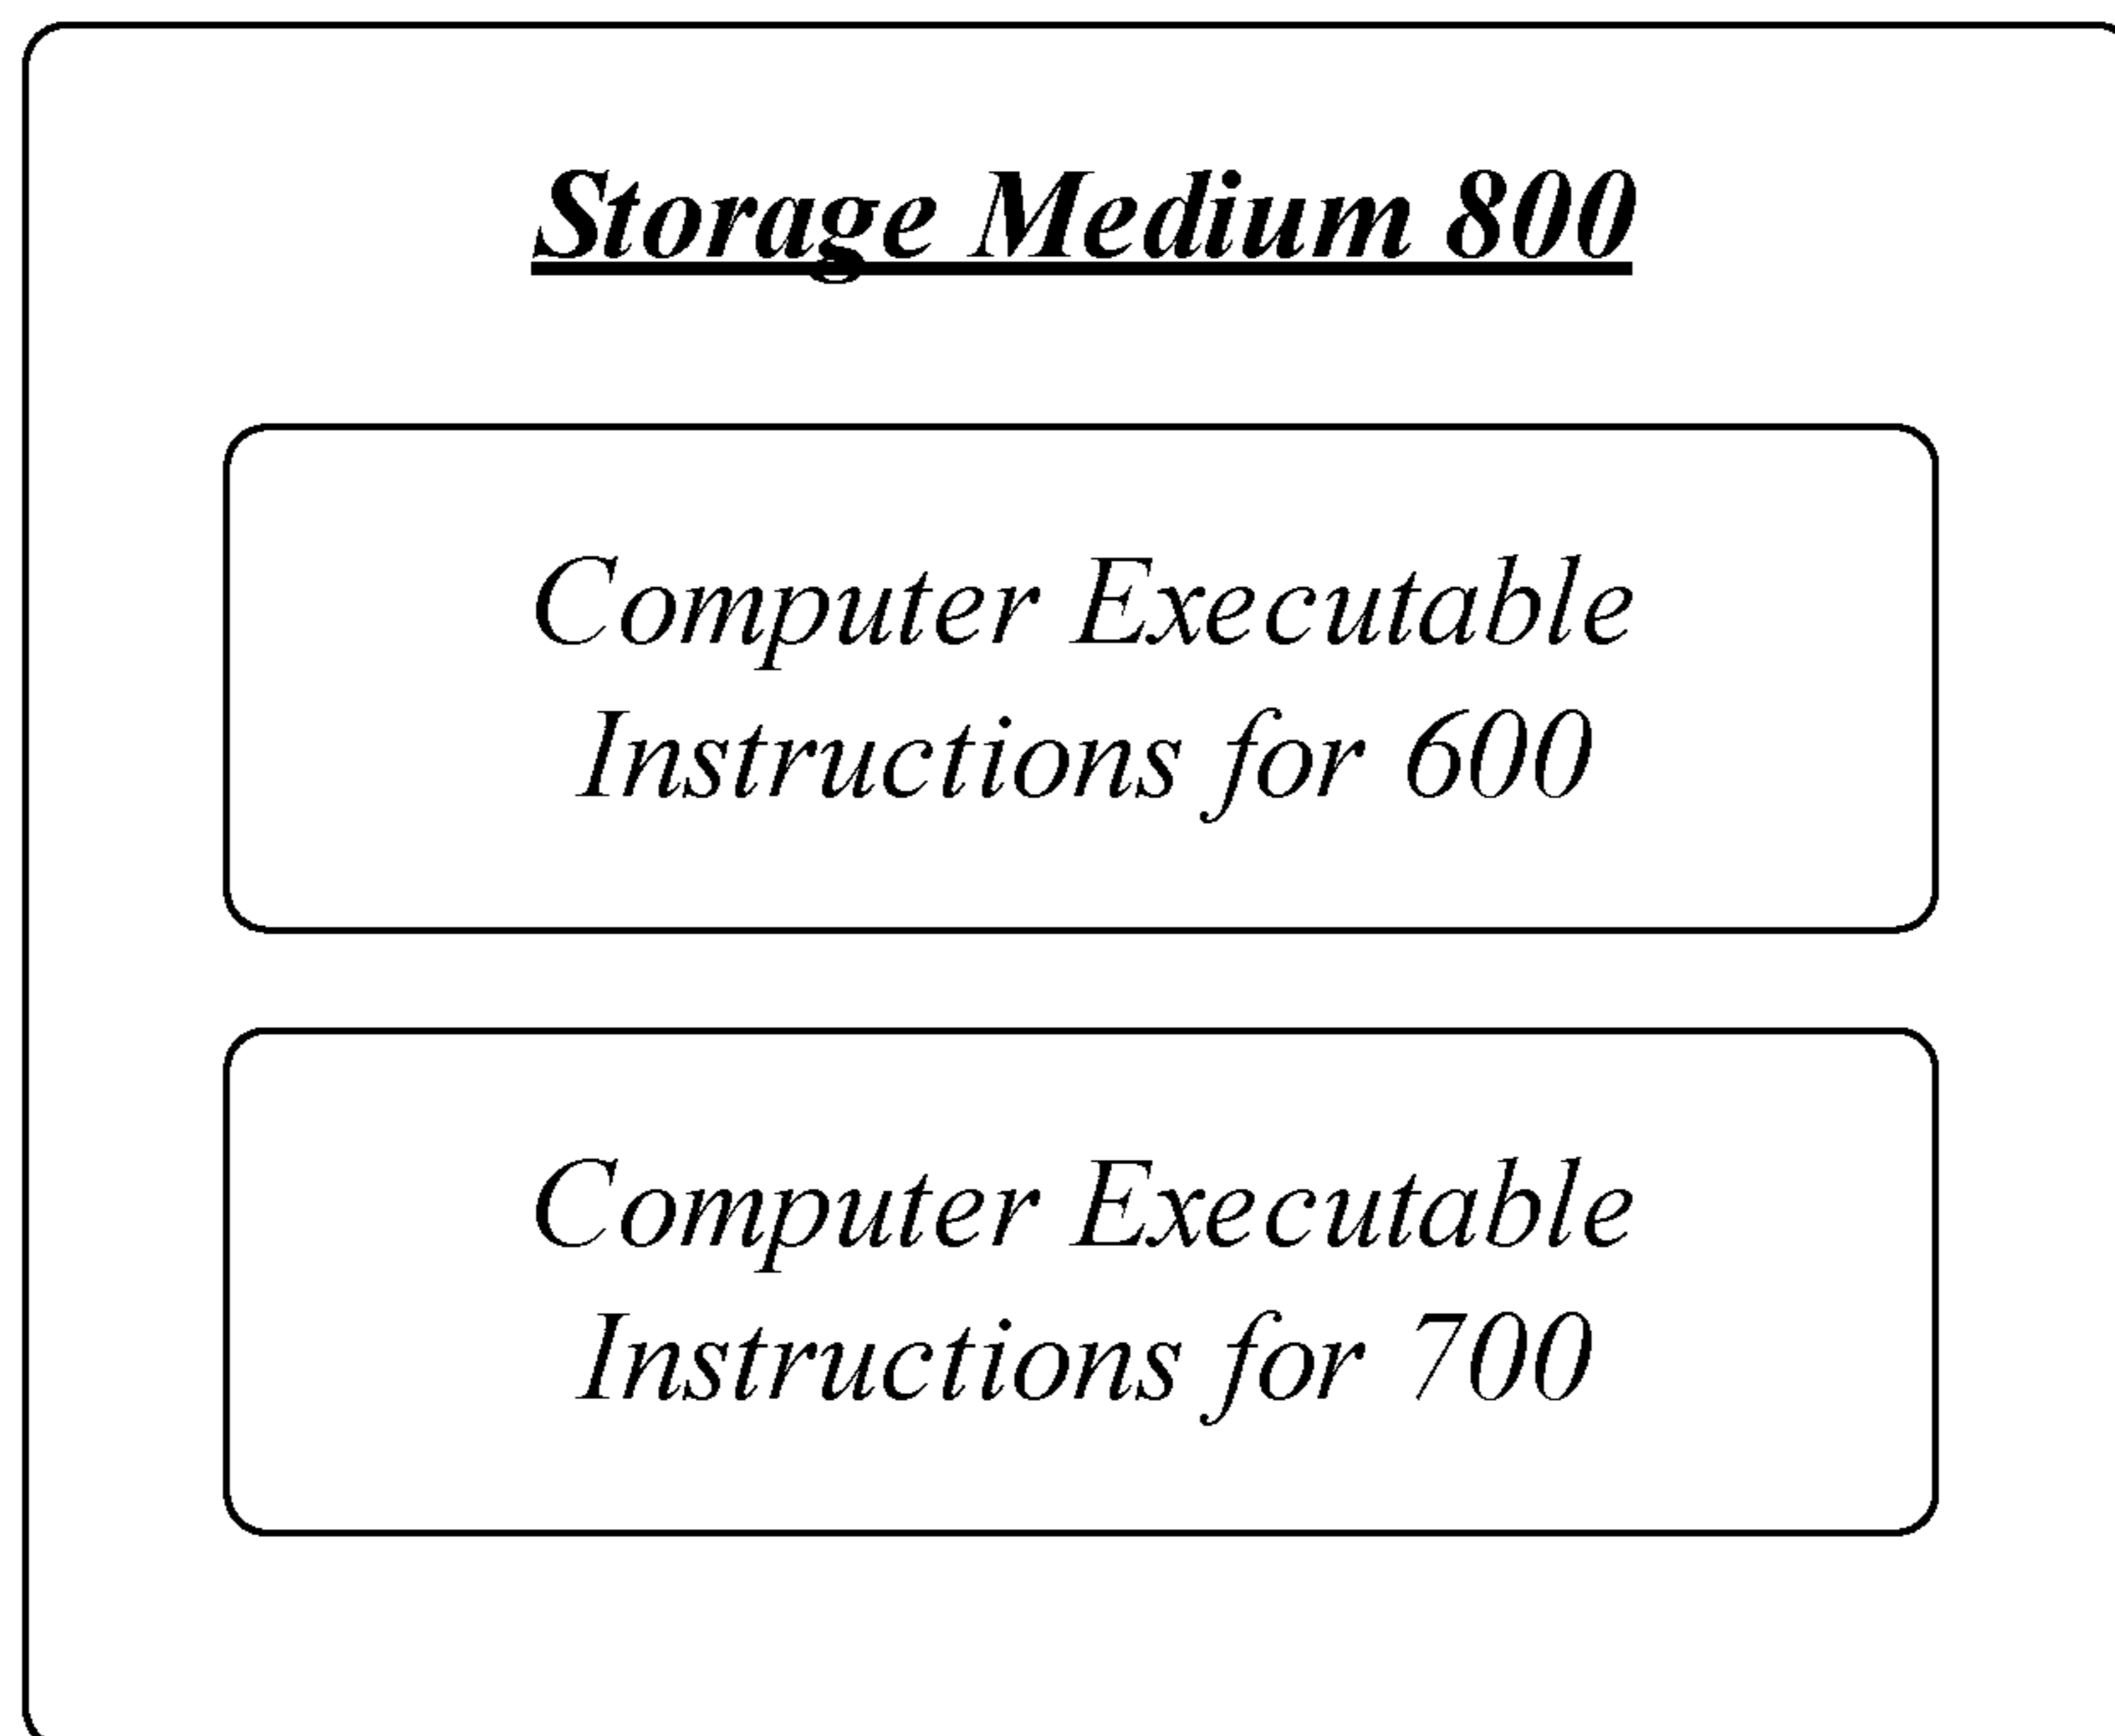 Storage Medium 800
Computer Executable
Instructions for 600
Computer Executable
Instructions for 700